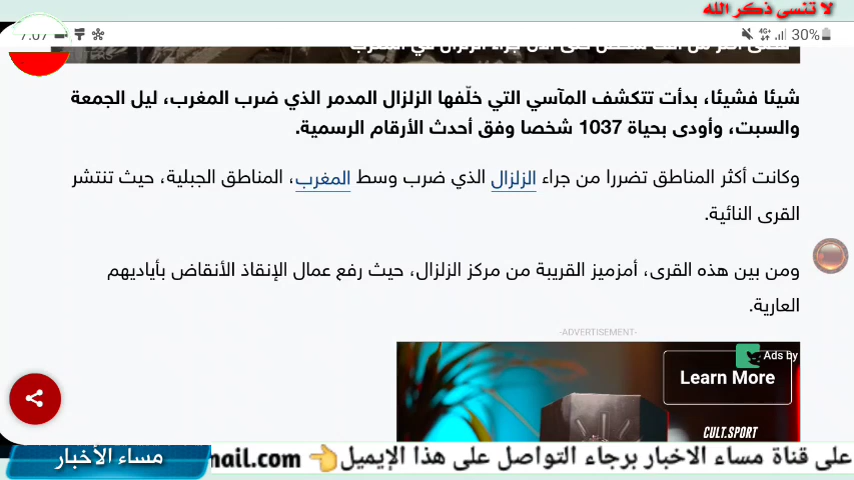 لا تنسى ذكر الله
7:07
4G+ 30%
شيئا فشيئا، بدأت تتكشف المآسي التي خلّفها الزلزال المدمر الذي ضرب المغرب، ليل الجمعة
والسبت، وأودى بحياة 1037 شخصا وفق أحدث الأرقام الرسمية.
وكانت أكثر المناطق تضررا من جراء الزلزال الذي ضرب وسط المغرب، المناطق الجبلية، حيث تنتشر
القرى النائية.
ومن بين هذه القرى، أمزميز القريبة من مركز الزلزال، حيث رفع عمال الإنقاذ الأنقاض بأياديهم
العارية.
-ADVERTISEMENT-
Ads by
Learn More
CULT.SPORT
على قناة مساء الاخبار برجاء التواصل على هذا الإيميل👈 mail.com
مساء الأخبار